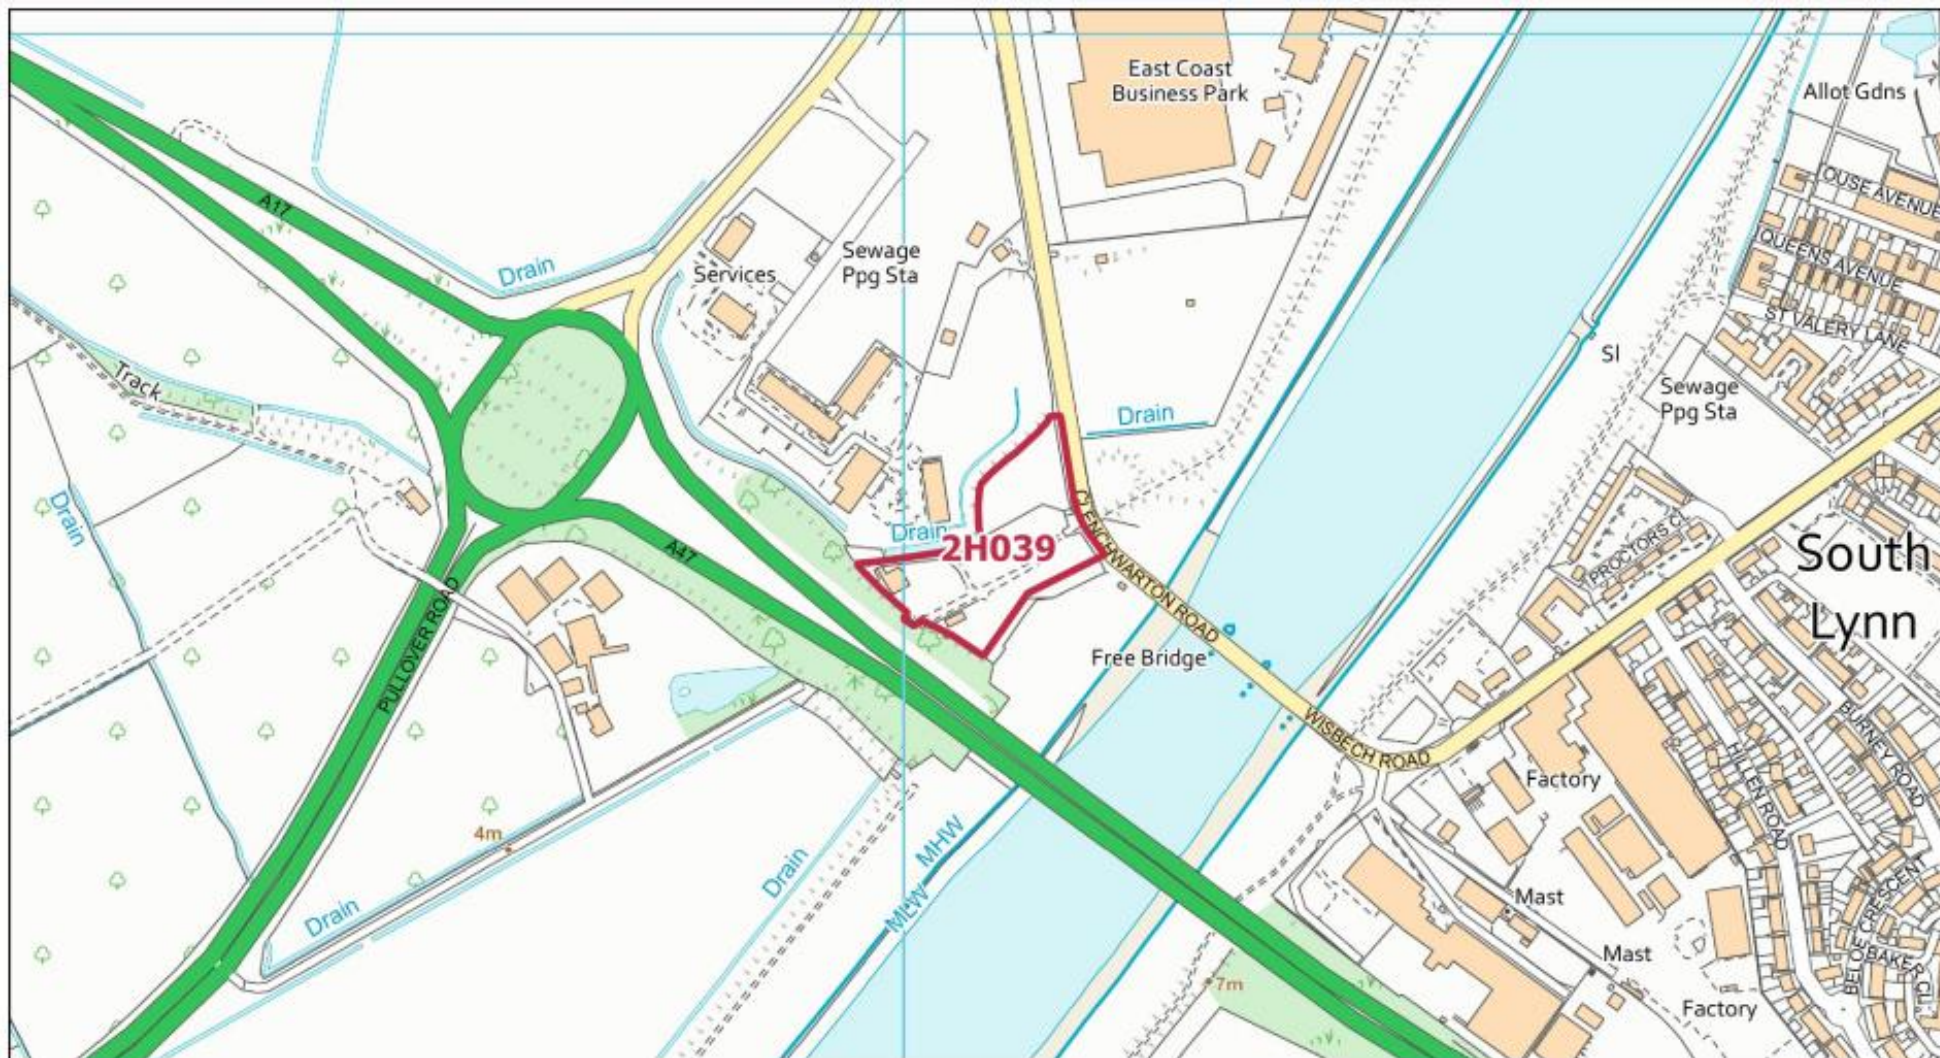 East Coast
Business Park
Allot Gdns
OUSE AVENUE
A17
QUEENS AVENUE
Drain
Services
Sewage
Ppg Sta
ST VALERY LANE
Sl
Track
Sewage
Ppg Sta
Drain
Drain
Drain
2H039
CLENCHWARTON ROAD
A47
PROCTORS CL
South
Lynn
PULLOVER ROAD
Free Bridge
WISBECH ROAD
BURNEY ROAD
HILLEN ROAD
Factory
4m
MHW
Drain
MLW
Drain
Mast
BELOE CRESCENT
BAKER CL
Mast
7m
Factory